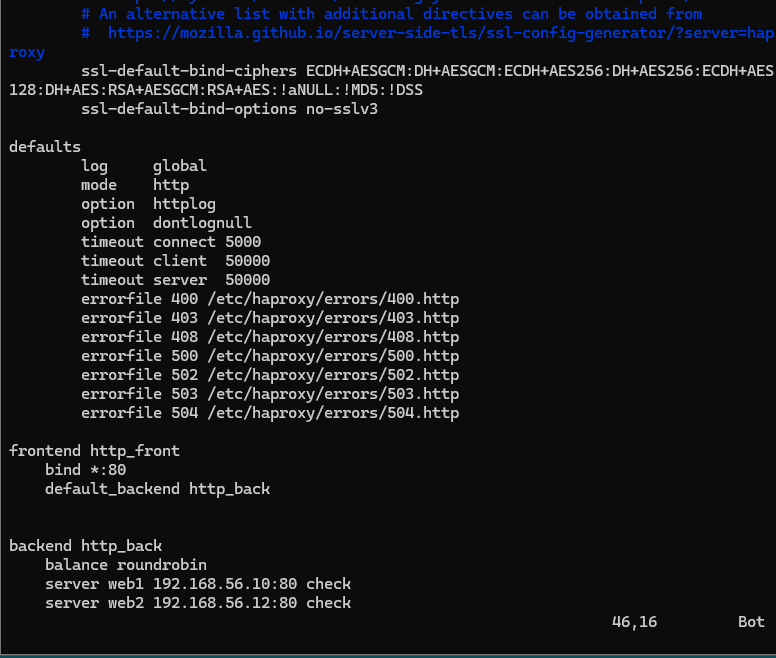 # An alternative list with additional directives can be obtained from
#  https://mozilla.github.io/server-side-tls/ssl-config-generator/?server=hap
roxy
ssl-default-bind-ciphers ECDH+AESGCM:DH+AESGCM:ECDH+AES256:DH+AES256:ECDH+AES
128:DH+AES:RSA+AESGCM:RSA+AES:!aNULL:!MD5:!DSS
ssl-default-bind-options no-sslv3
defaults
log     global
mode    http
option  httplog
option  dontlognull
timeout connect 5000
timeout client  50000
timeout server  50000
errorfile 400 /etc/haproxy/errors/400.http
errorfile 403 /etc/haproxy/errors/403.http
errorfile 408 /etc/haproxy/errors/408.http
errorfile 500 /etc/haproxy/errors/500.http
errorfile 502 /etc/haproxy/errors/502.http
errorfile 503 /etc/haproxy/errors/503.http
errorfile 504 /etc/haproxy/errors/504.http
frontend http_front
bind *:80
default_backend http_back
backend http_back
balance roundrobin
server web1 192.168.56.10:80 check
server web2 192.168.56.12:80 check
46,16         Bot